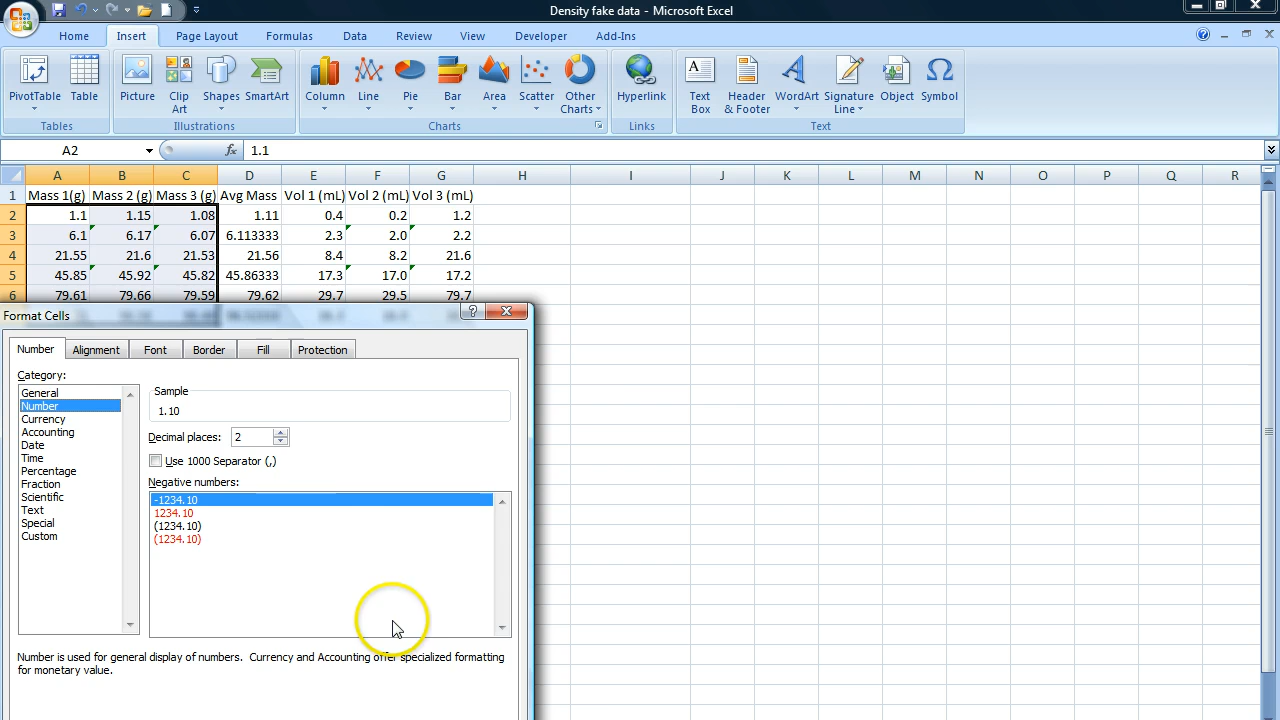 Density fake data - Microsoft Excel
Home Insert Page Layout Formulas Data Review View Developer Add-Ins
PivotTable Table Picture Clip Art Shapes SmartArt Column Line Pie Bar Area Scatter Other Charts Hyperlink Text Box Header & Footer WordArt Signature Line Object Symbol
Tables Illustrations Charts Links Text
A2 fx 1.1
A B C D E F G H I J K L M N O P Q R
1 Mass 1(g) Mass 2 (g) Mass 3 (g) Avg Mass Vol 1 (mL) Vol 2 (mL) Vol 3 (mL)
2 1.1 1.15 1.08 1.11 0.4 0.2 1.2
3 6.1 6.17 6.07 6.113333 2.3 2.0 2.2
4 21.55 21.6 21.53 21.56 8.4 8.2 21.6
5 45.85 45.92 45.82 45.86333 17.3 17.0 17.2
6 79.61 79.66 79.59 79.62 29.7 29.5 79.7
Format Cells
Number Alignment Font Border Fill Protection
Category:
General
Number
Currency
Accounting
Date
Time
Percentage
Fraction
Scientific
Text
Special
Custom
Sample
1.10
Decimal places: 2
Use 1000 Separator (,)
Negative numbers:
-1234.10
1234.10
(1234.10)
(1234.10)
Number is used for general display of numbers. Currency and Accounting offer specialized formatting
for monetary value.